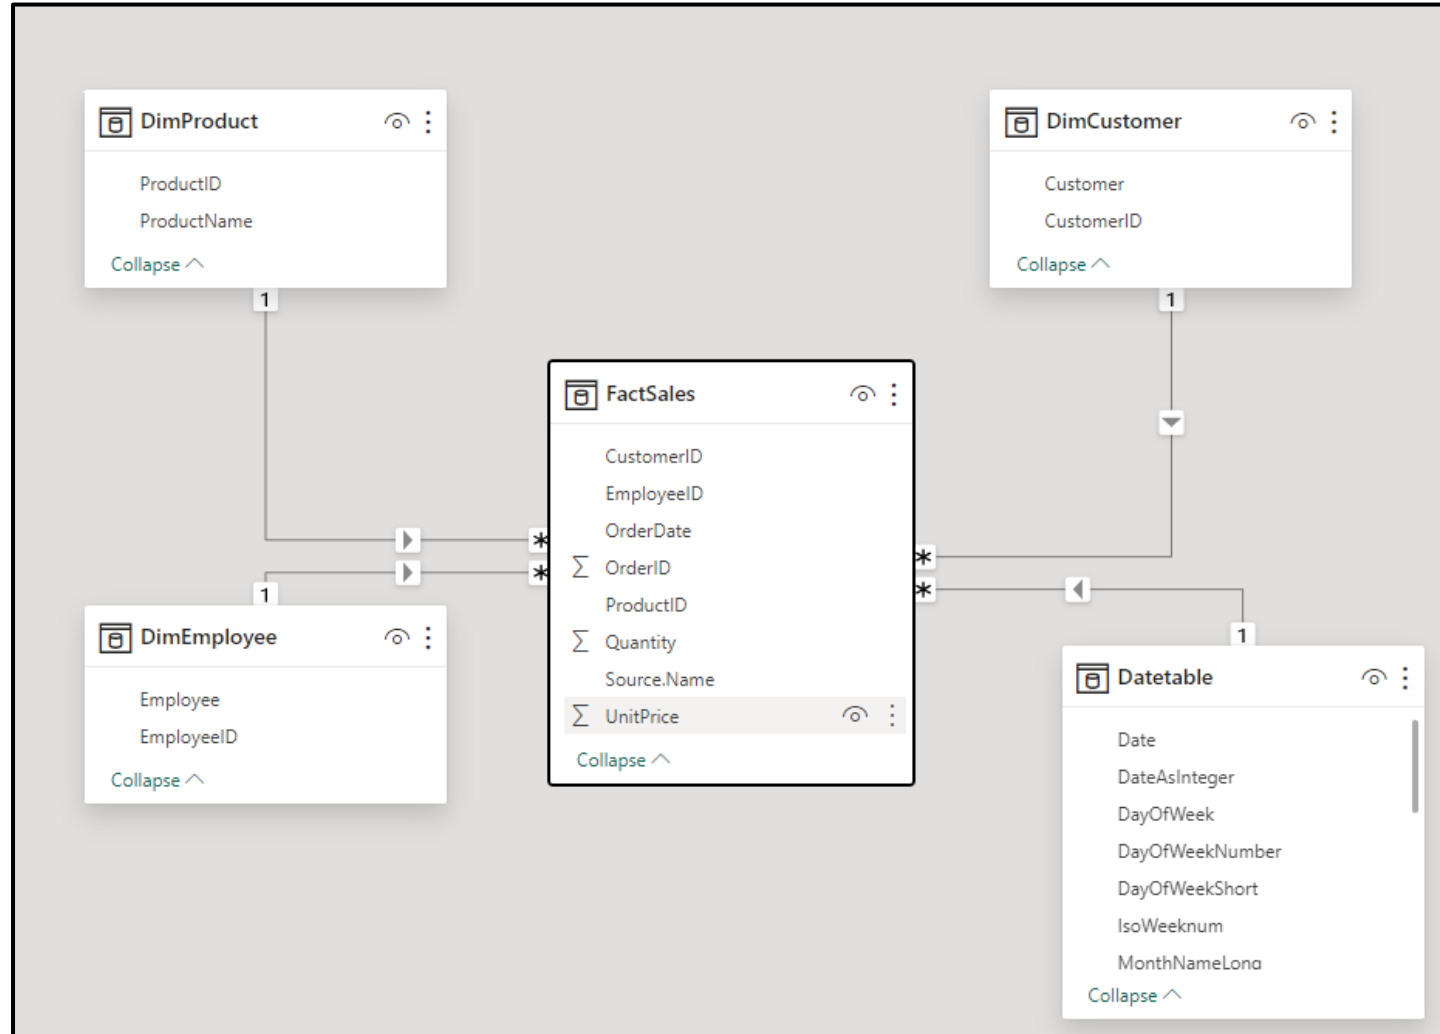 DimProduct
ProductID
ProductName
Collapse
1
DimCustomer
Customer
CustomerID
Collapse
1
FactSales
CustomerID
EmployeeID
OrderDate
Σ OrderID
ProductID
Σ Quantity
Source.Name
Σ UnitPrice
Collapse
*
*
*
*
1
DimEmployee
Employee
EmployeeID
Collapse
1
Datetable
Date
DateAsInteger
DayOfWeek
DayOfWeekNumber
DayOfWeekShort
IsoWeeknum
MonthNameLong
Collapse